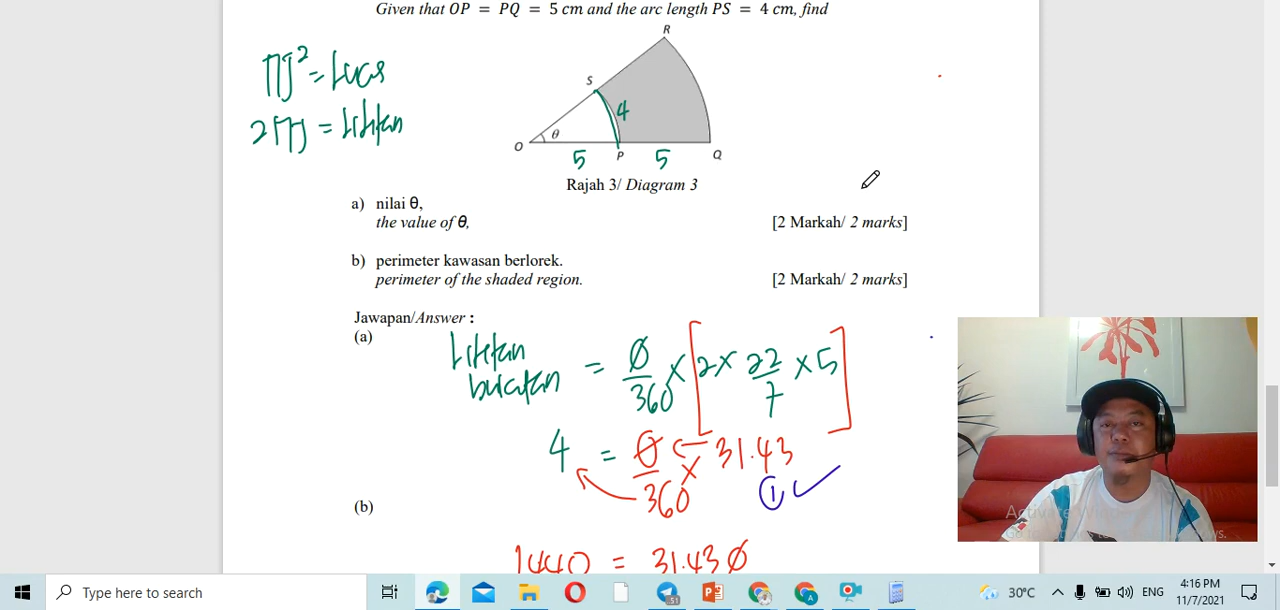 Given that OP = PQ = 5 cm and the arc length PS = 4 cm, find
πj² = Luas
2πj = Lilitan
R
S
4
O
θ
5
P
5
Q
Rajah 3/ Diagram 3
a) nilai θ,
the value of θ,
[2 Markah/ 2 marks]
b) perimeter kawasan berlorek.
perimeter of the shaded region.
[2 Markah/ 2 marks]
Jawapan/Answer :
(a)
Lilitan
bulatan = θ/360 × [2 × 22/7 × 5]
4 = θ/360 × 31.43
1 ✓
(b)
1440 = 31.43 θ
Type here to search
51
30°C
ENG
4:16 PM
11/7/2021